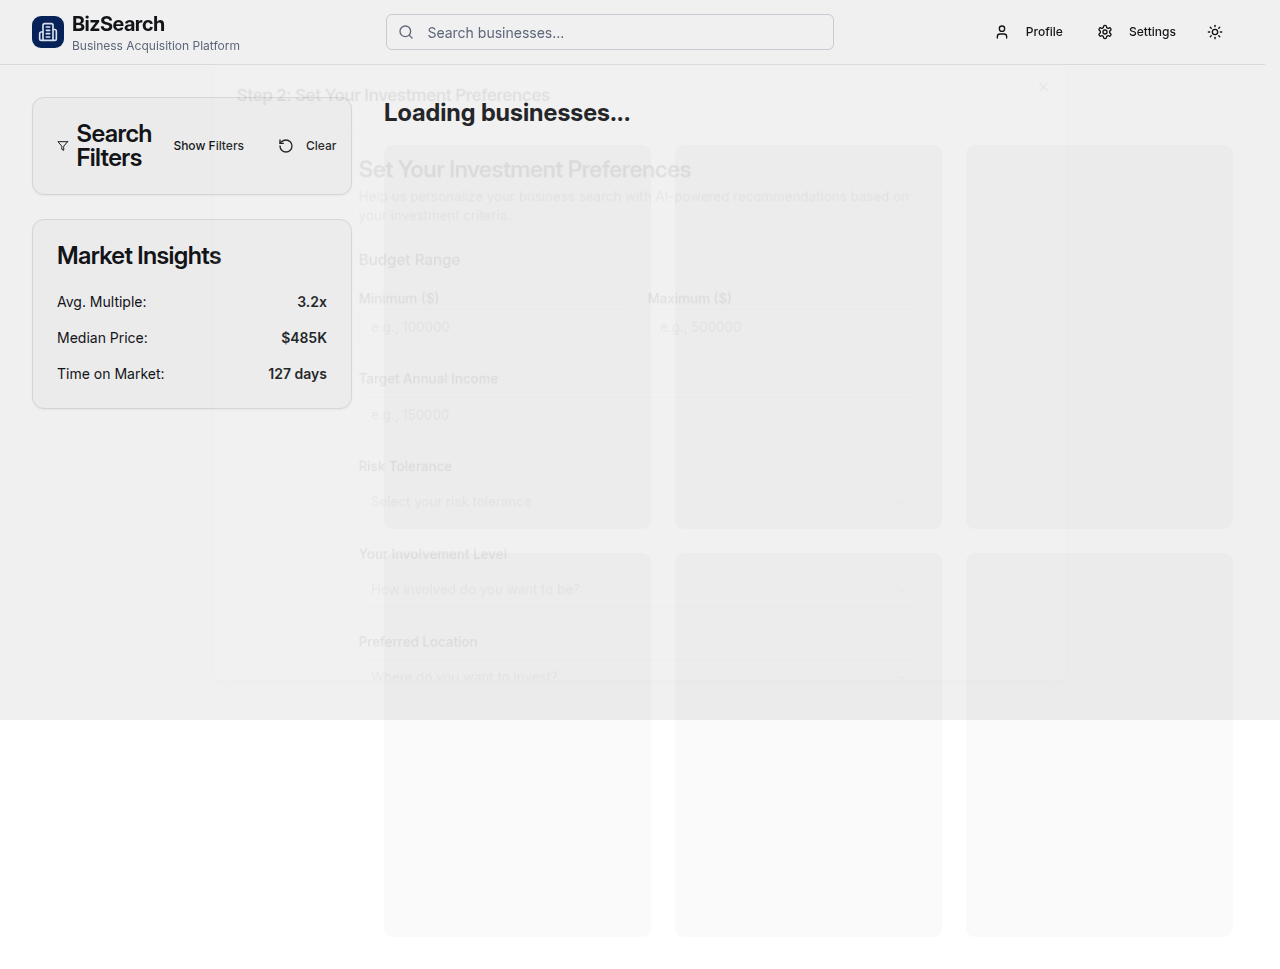 BizSearch
Business Acquisition Platform
Search businesses...
Profile
Settings
Step 2: Set Your Investment Preferences
Search
Filters
Show Filters
Clear
Loading businesses...
Set Your Investment Preferences
Help us personalize your business search with AI-powered recommendations based on
your investment criteria.
Market Insights
Avg. Multiple:
3.2x
Median Price:
$485K
Time on Market:
127 days
Budget Range
Minimum ($)
Maximum ($)
e.g., 100000
e.g., 500000
Target Annual Income
e.g., 150000
Risk Tolerance
Select your risk tolerance
Your Involvement Level
How involved do you want to be?
Preferred Location
Where do you want to invest?